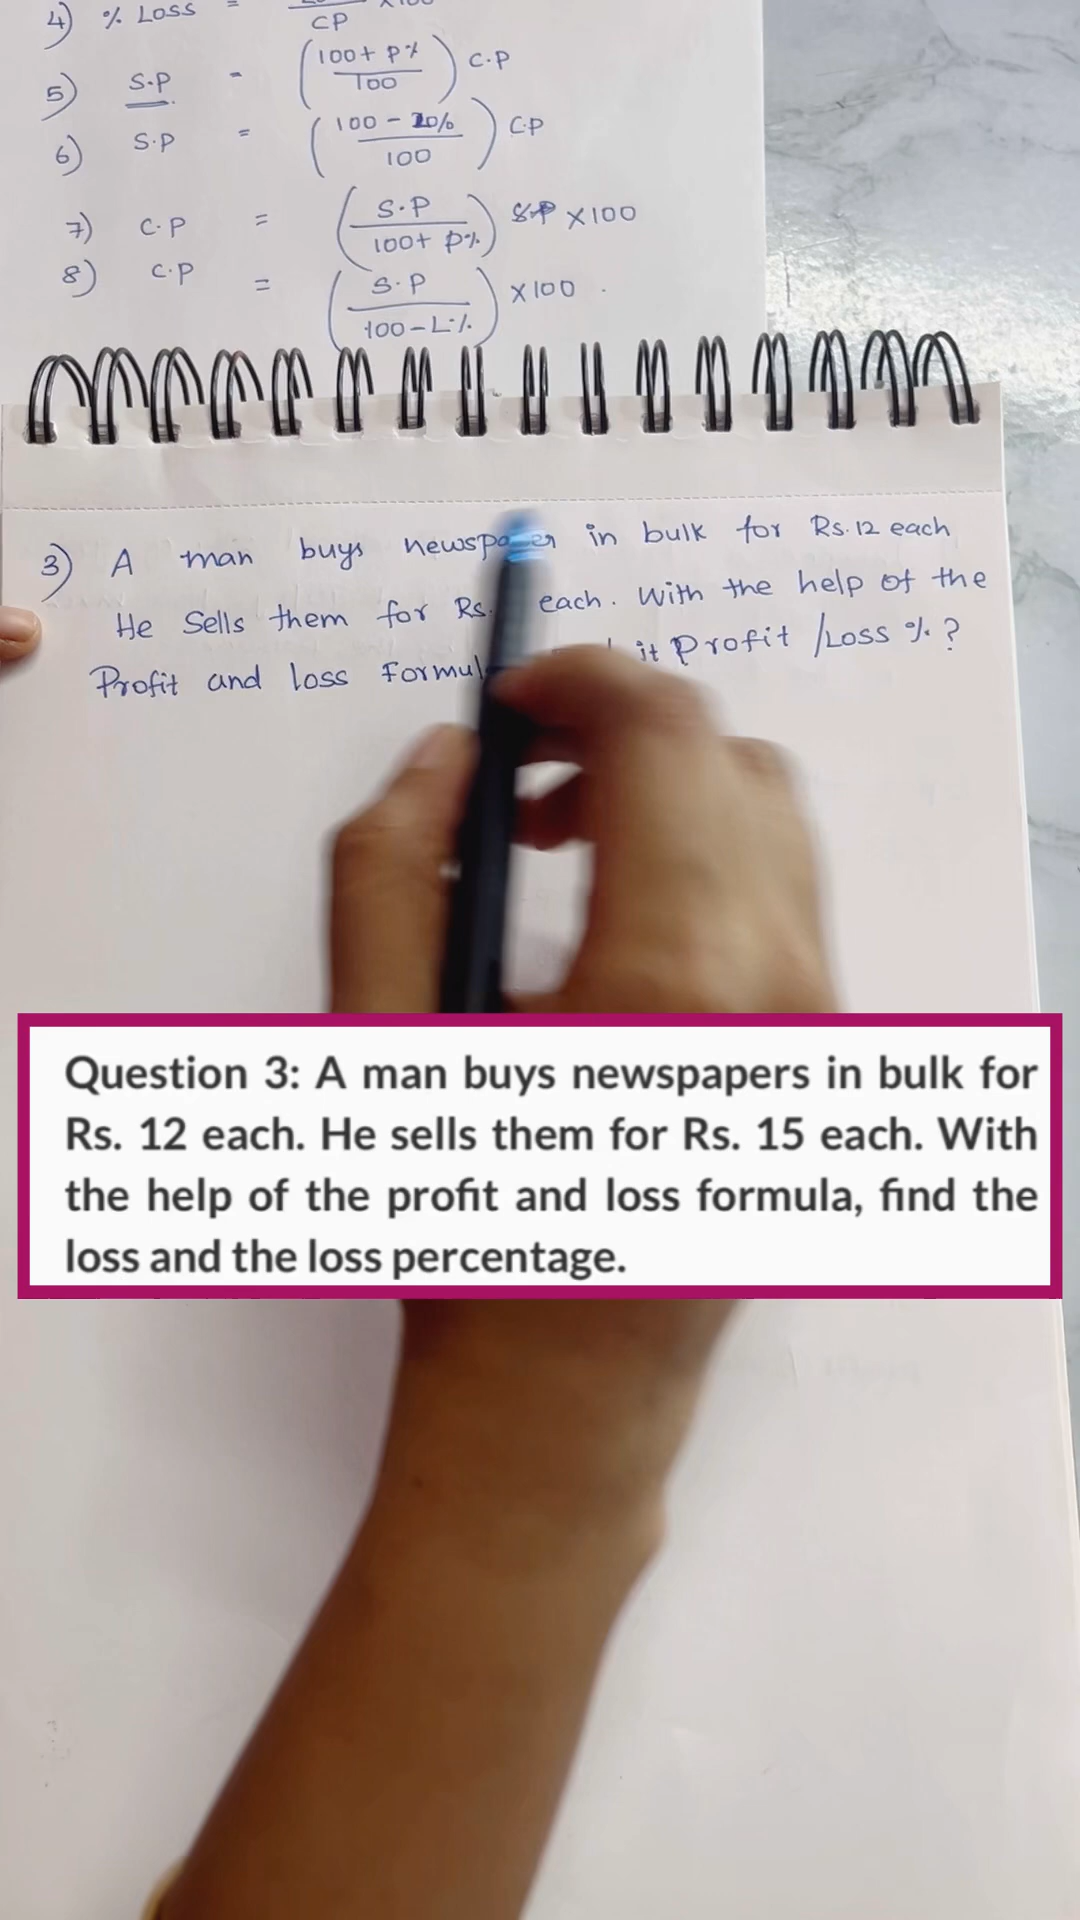 4) % Loss = CP ×100
5) S.P - (100+ P% / 100) C.P
6) S.P = (100 - L% / 100) CP
7) C.P = (S.P / 100+ P%) ×100
8) C.P = (S.P / 100-L%) ×100 .
3) A man buys in bulk for Rs.12 each
He Sells them for Rs. each. With the help of the
Profit and loss it Profit /Loss %?
Question 3: A man buys newspapers in bulk for
Rs. 12 each. He sells them for Rs. 15 each. With
the help of the profit and loss formula, find the
loss and the loss percentage.